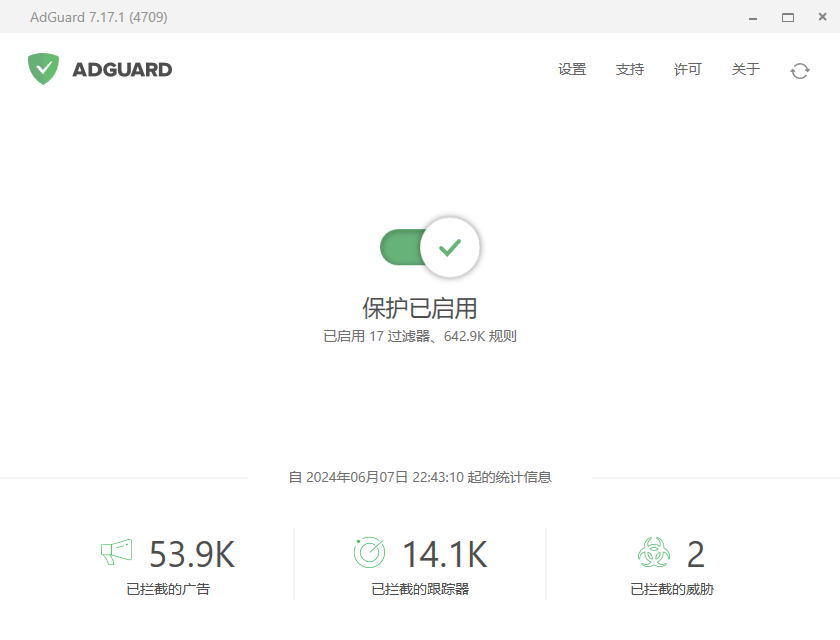 AdGuard 7.17.1 (4709)
ADGUARD
设置 支持 许可 关于
保护已启用
已启用 17 过滤器、642.9K 规则
自 2024年06月07日 22:43:10 起的统计信息
53.9K 14.1K 2
已拦截的广告 已拦截的跟踪器 已拦截的威胁